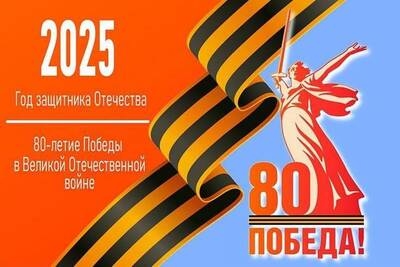 2025
Год защитника Отечества
80-летие Победы
в Великой Отечественной
войне
80
ПОБЕДА!